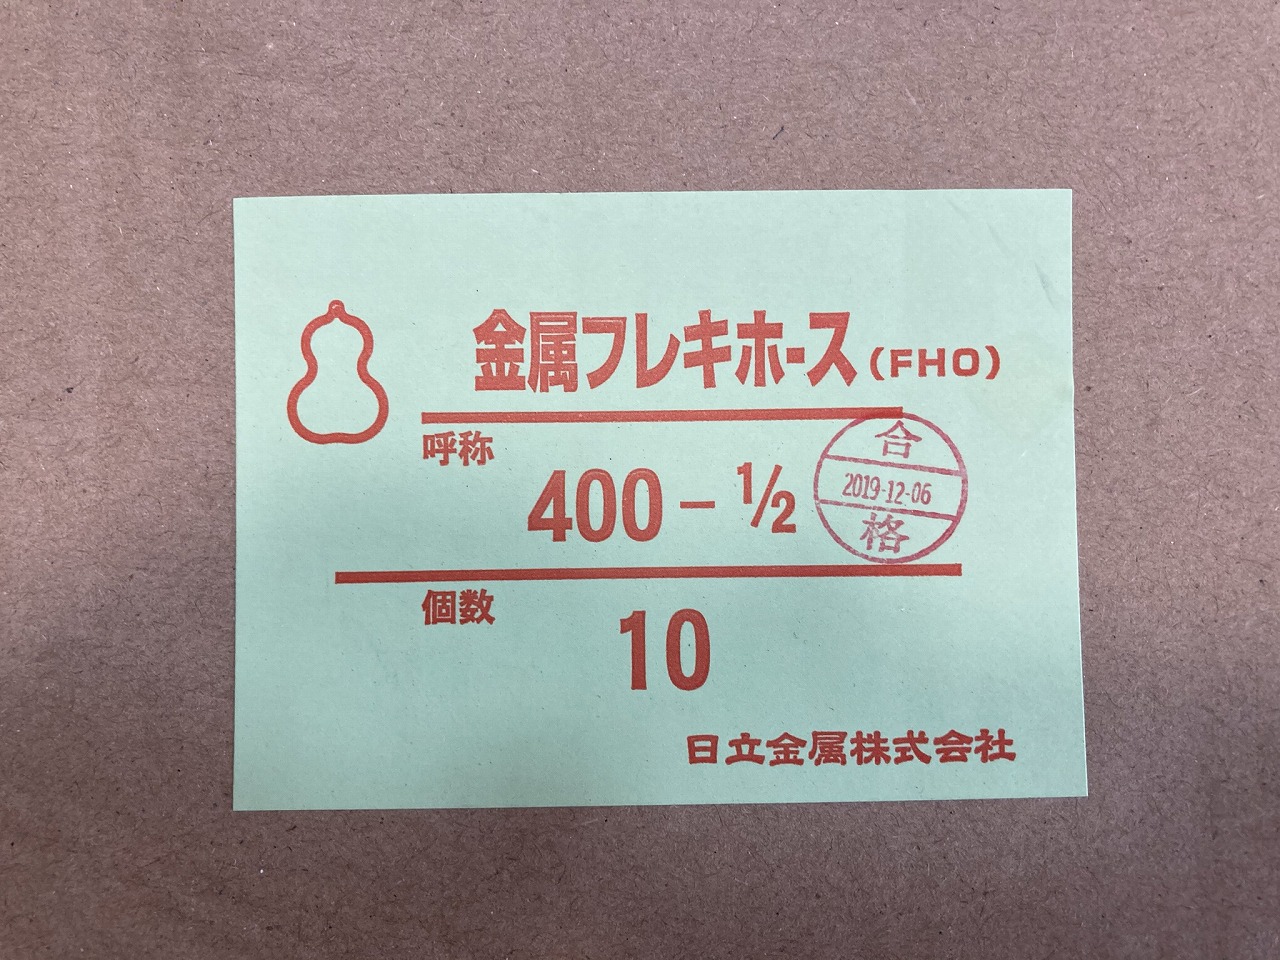 金属フレキホース(FHO)
呼称
400-1/2
合
2019-12-06
格
個数
10
日立金属株式会社